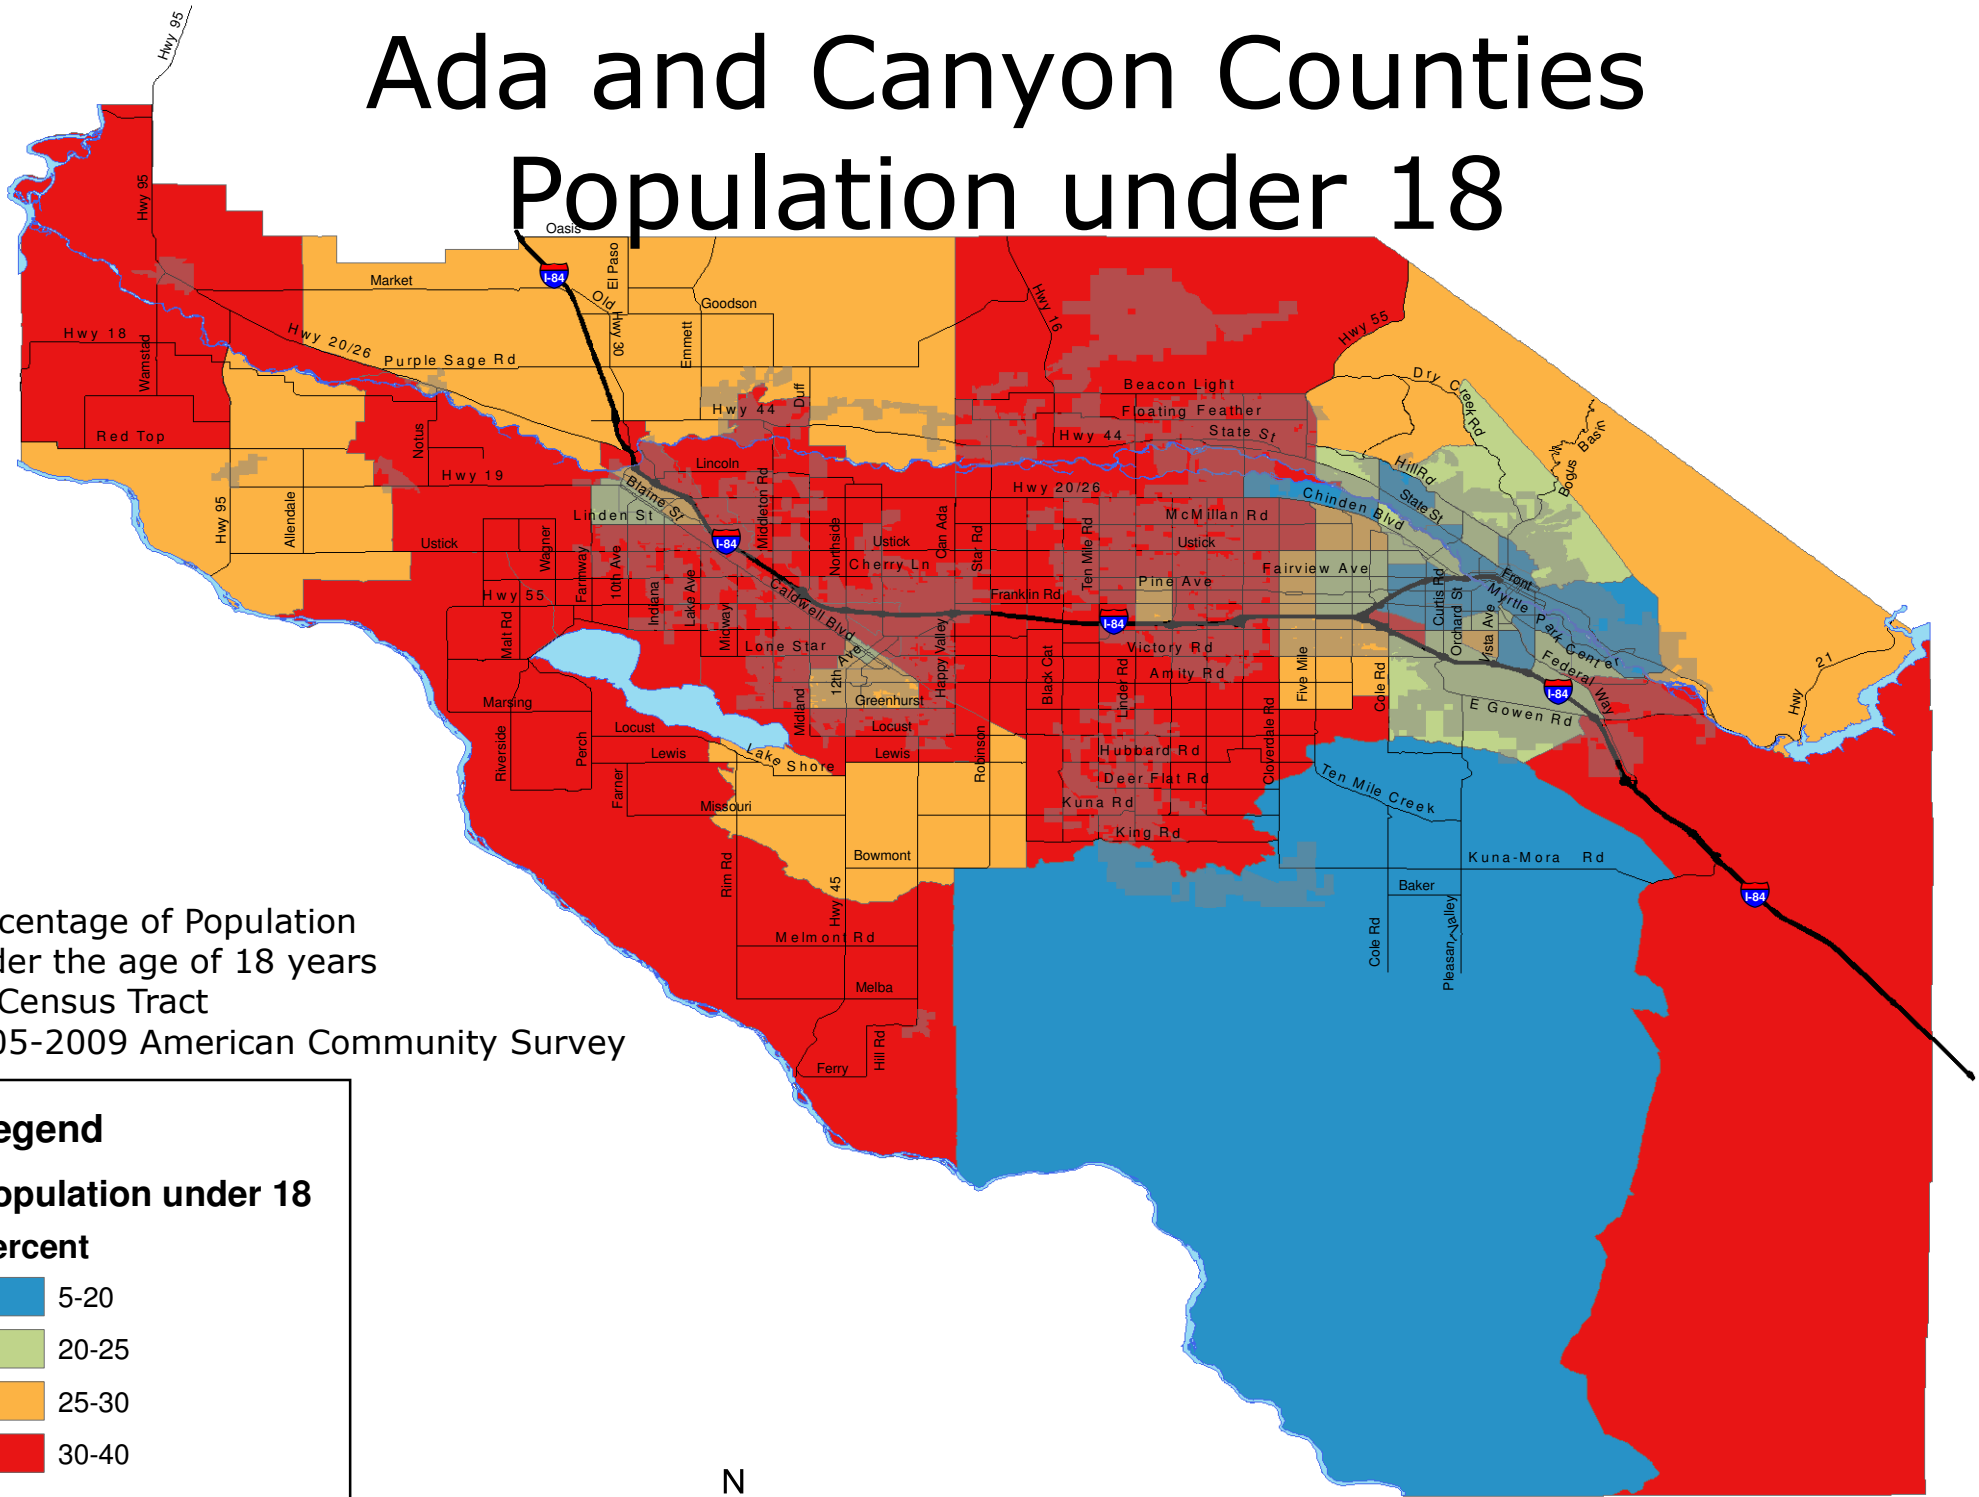 Ada and Canyon Counties
Population under 18
Hwy 95
Hwy 95
Oasis
El Paso
I-84
Market
Old Hwy 30
Goodson
Emmett
Hwy 16
Hwy 55
Hwy 18
Hwy 20/26
Wamstad
Purple Sage Rd
Duff
Beacon Light
Dry Creek Rd
Hwy 44
Floating Feather
State St
Hwy 44
Bogus Basin
Red Top
Notus
Hwy 19
Lincoln
Hill Rd
Hwy 20/26
Middleton Rd
Blaine St
Chinden Blvd
State St
Hwy 95
Allendale
Linden St
McMillan Rd
Ustick
Wagner
I-84
Northside
Ustick
Can Ada
Star Rd
Ten Mile Rd
Ustick
Cherry Ln
Fairview Ave
Pine Ave
Front
Farmway
10th Ave
Indiana
Lake Ave
Midway
Caldwell Blvd
Franklin Rd
Hwy 55
Malt Rd
I-84
Curtis Rd
Orchard St
Vista Ave
Myrtle
Park Center
Lone Star
12th Ave
Happy Valley
Black Cat
Victory Rd
Linder Rd
Amity Rd
Five Mile
Cole Rd
Federal Way
I-84
Hwy 21
Marsing
Midland
Greenhurst
Cloverdale Rd
E Gowen Rd
Locust
Locust
Riverside
Perch
Lewis
Lake Shore
Lewis
Robinson
Hubbard Rd
Farner
Deer Flat Rd
Ten Mile Creek
Missouri
Kuna Rd
King Rd
Rim Rd
Bowmont
Kuna-Mora Rd
Hwy 45
Baker
I-84
Cole Rd
Pleasant Valley
Melmont Rd
Melba
Hill Rd
Ferry
centage of Population
der the age of 18 years
Census Tract
05-2009 American Community Survey
egend
opulation under 18
ercent
5-20
20-25
25-30
30-40
N